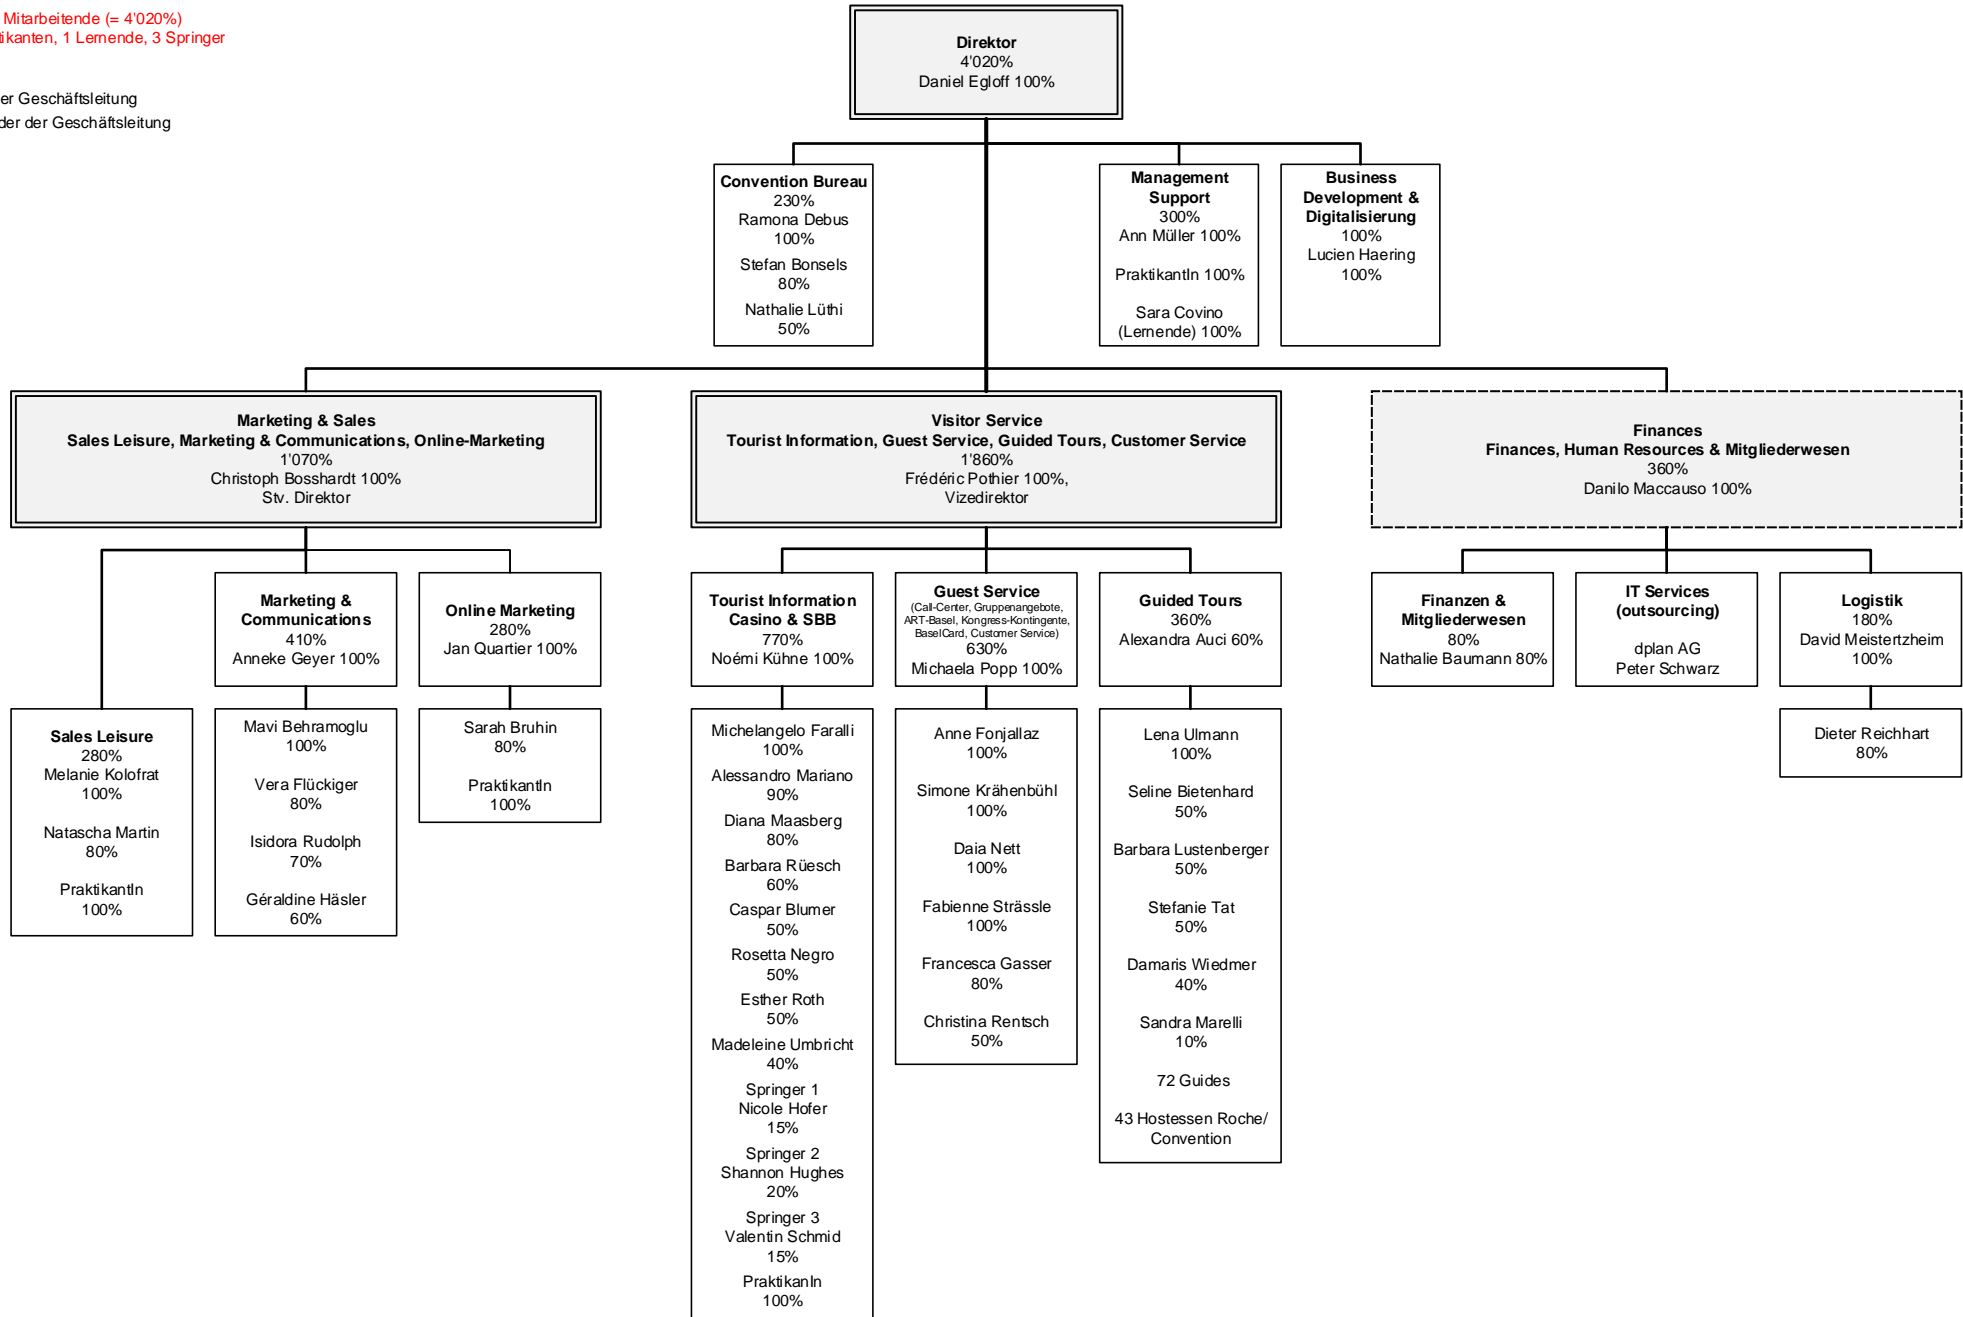 Mitarbeitende (= 4'020%)
tikanten, 1 Lernende, 3 Springer
er Geschäftsleitung
der der Geschäftsleitung
Direktor
4'020%
Daniel Egloff 100%
Convention Bureau
230%
Ramona Debus
100%
Stefan Bonsels
80%
Nathalie Lüthi
50%
Management
Support
300%
Ann Müller 100%
PraktikantIn 100%
Sara Covino
(Lernende) 100%
Business
Development &
Digitalisierung
100%
Lucien Haering
100%
Marketing & Sales
Sales Leisure, Marketing & Communications, Online-Marketing
1'070%
Christoph Bosshardt 100%
Stv. Direktor
Visitor Service
Tourist Information, Guest Service, Guided Tours, Customer Service
1'860%
Frédéric Pothier 100%,
Vizedirektor
Finances
Finances, Human Resources & Mitgliederwesen
360%
Danilo Maccauso 100%
Sales Leisure
280%
Melanie Kolofrat
100%
Natascha Martin
80%
PraktikantIn
100%
Marketing &
Communications
410%
Anneke Geyer 100%
Mavi Behramoglu
100%
Vera Flückiger
80%
Isidora Rudolph
70%
Géraldine Häsler
60%
Online Marketing
280%
Jan Quartier 100%
Sarah Bruhin
80%
PraktikantIn
100%
Tourist Information
Casino & SBB
770%
Noémi Kühne 100%
Michelangelo Faralli
100%
Alessandro Mariano
90%
Diana Maasberg
80%
Barbara Rüesch
60%
Caspar Blumer
50%
Rosetta Negro
50%
Esther Roth
50%
Madeleine Umbricht
40%
Springer 1
Nicole Hofer
15%
Springer 2
Shannon Hughes
20%
Springer 3
Valentin Schmid
15%
PraktikanIn
100%
Guest Service
(Call-Center, Gruppenangebote,
ART-Basel, Kongress-Kontingente,
BaselCard, Customer Service)
630%
Michaela Popp 100%
Anne Fonjallaz
100%
Simone Krähenbühl
100%
Daia Nett
100%
Fabienne Strässle
100%
Francesca Gasser
80%
Christina Rentsch
50%
Guided Tours
360%
Alexandra Auci 60%
Lena Ulmann
100%
Seline Bietenhard
50%
Barbara Lustenberger
50%
Stefanie Tat
50%
Damaris Wiedmer
40%
Sandra Marelli
10%
72 Guides
43 Hostessen Roche/
Convention
Finanzen &
Mitgliederwesen
80%
Nathalie Baumann 80%
IT Services
(outsourcing)
dplan AG
Peter Schwarz
Logistik
180%
David Meistertzheim
100%
Dieter Reichhart
80%